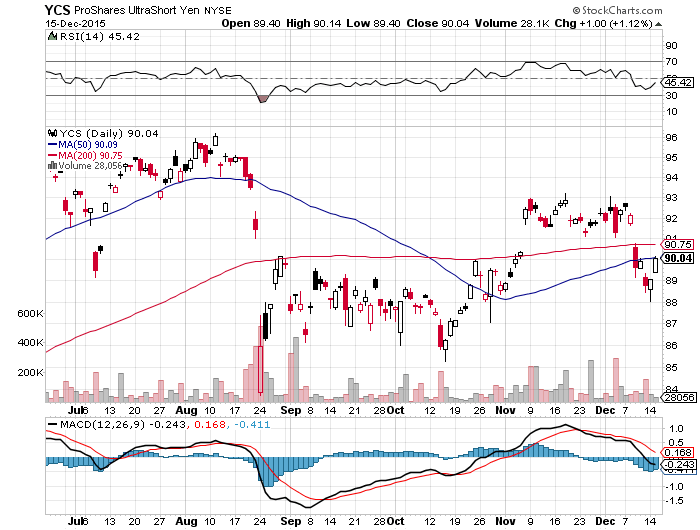 YCS ProShares UltraShort Yen NYSE
© StockCharts.com
15-Dec-2015
Open 89.40 High 90.14 Low 89.40 Close 90.04 Volume 28.1K Chg +1.00 (+1.12%)
RSI(14) 45.42
90
70
50
45.42
30
10
YCS (Daily) 90.04
MA(50) 90.09
MA(200) 90.75
Volume 28,056
96
95
94
93
92
91
90.75
90.04
89
88
87
86
85
84
600K
400K
200K
28056
Jul 6 13 20 27 Aug 10 17 24 Sep 8 14 21 28 Oct 12 19 26 Nov 9 16 23 Dec 7 14
MACD(12,26,9) -0.243, 0.168, -0.411
1.0
0.5
0.168
-0.243
-0.411
-1.0
-1.5
Jul 6 13 20 27 Aug 10 17 24 Sep 8 14 21 28 Oct 12 19 26 Nov 9 16 23 Dec 7 14